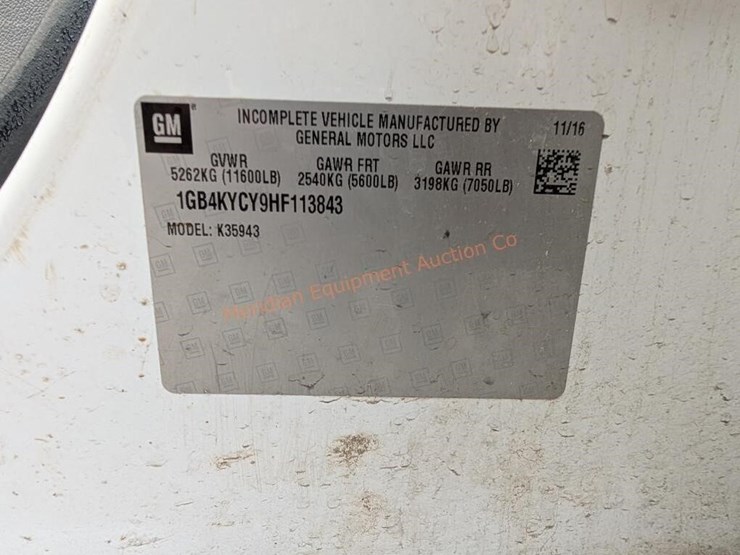 GM ® INCOMPLETE VEHICLE MANUFACTURED BY 11/16
GENERAL MOTORS LLC
GVWR GAWR FRT GAWR RR
5262KG (11600LB) 2540KG (5600LB) 3198KG (7050LB)
1GB4KYCY9HF113843
MODEL: K35943
Meridian Equipment Auction Co